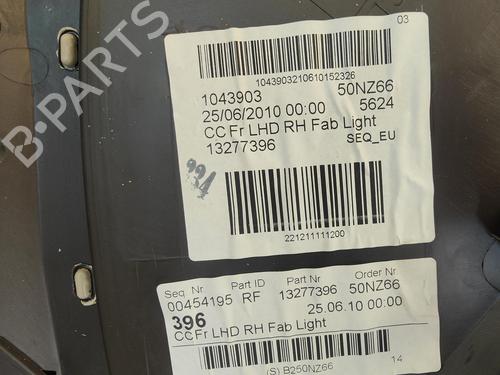 B-PARTS
03
1043903210610152326
1043903 50NZ66
25/06/2010 00:00 5624
CC Fr LHD RH Fab Light
13277396 SEQ_EU
994
221211111200
Seq. Nr Part ID Part Nr Order Nr
00454195 RF 13277396 50NZ66
396 25.06.10 00:00
CC Fr LHD RH Fab Light
(S) B250NZ66 14